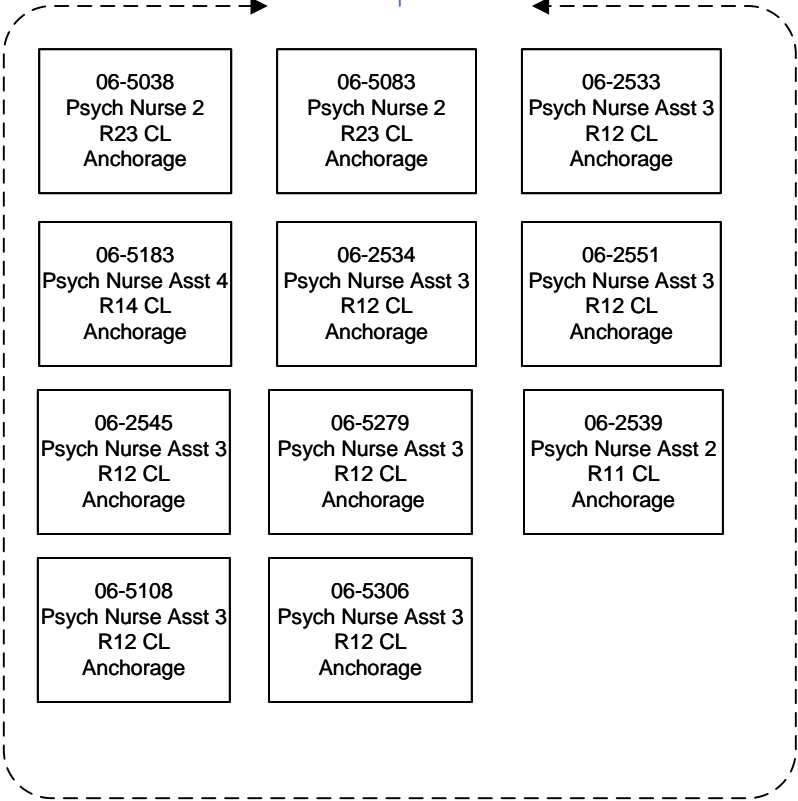 06-5038
Psych Nurse 2
R23 CL
Anchorage
06-5083
Psych Nurse 2
R23 CL
Anchorage
06-2533
Psych Nurse Asst 3
R12 CL
Anchorage
06-5183
Psych Nurse Asst 4
R14 CL
Anchorage
06-2534
Psych Nurse Asst 3
R12 CL
Anchorage
06-2551
Psych Nurse Asst 3
R12 CL
Anchorage
06-2545
Psych Nurse Asst 3
R12 CL
Anchorage
06-5279
Psych Nurse Asst 3
R12 CL
Anchorage
06-2539
Psych Nurse Asst 2
R11 CL
Anchorage
06-5108
Psych Nurse Asst 3
R12 CL
Anchorage
06-5306
Psych Nurse Asst 3
R12 CL
Anchorage